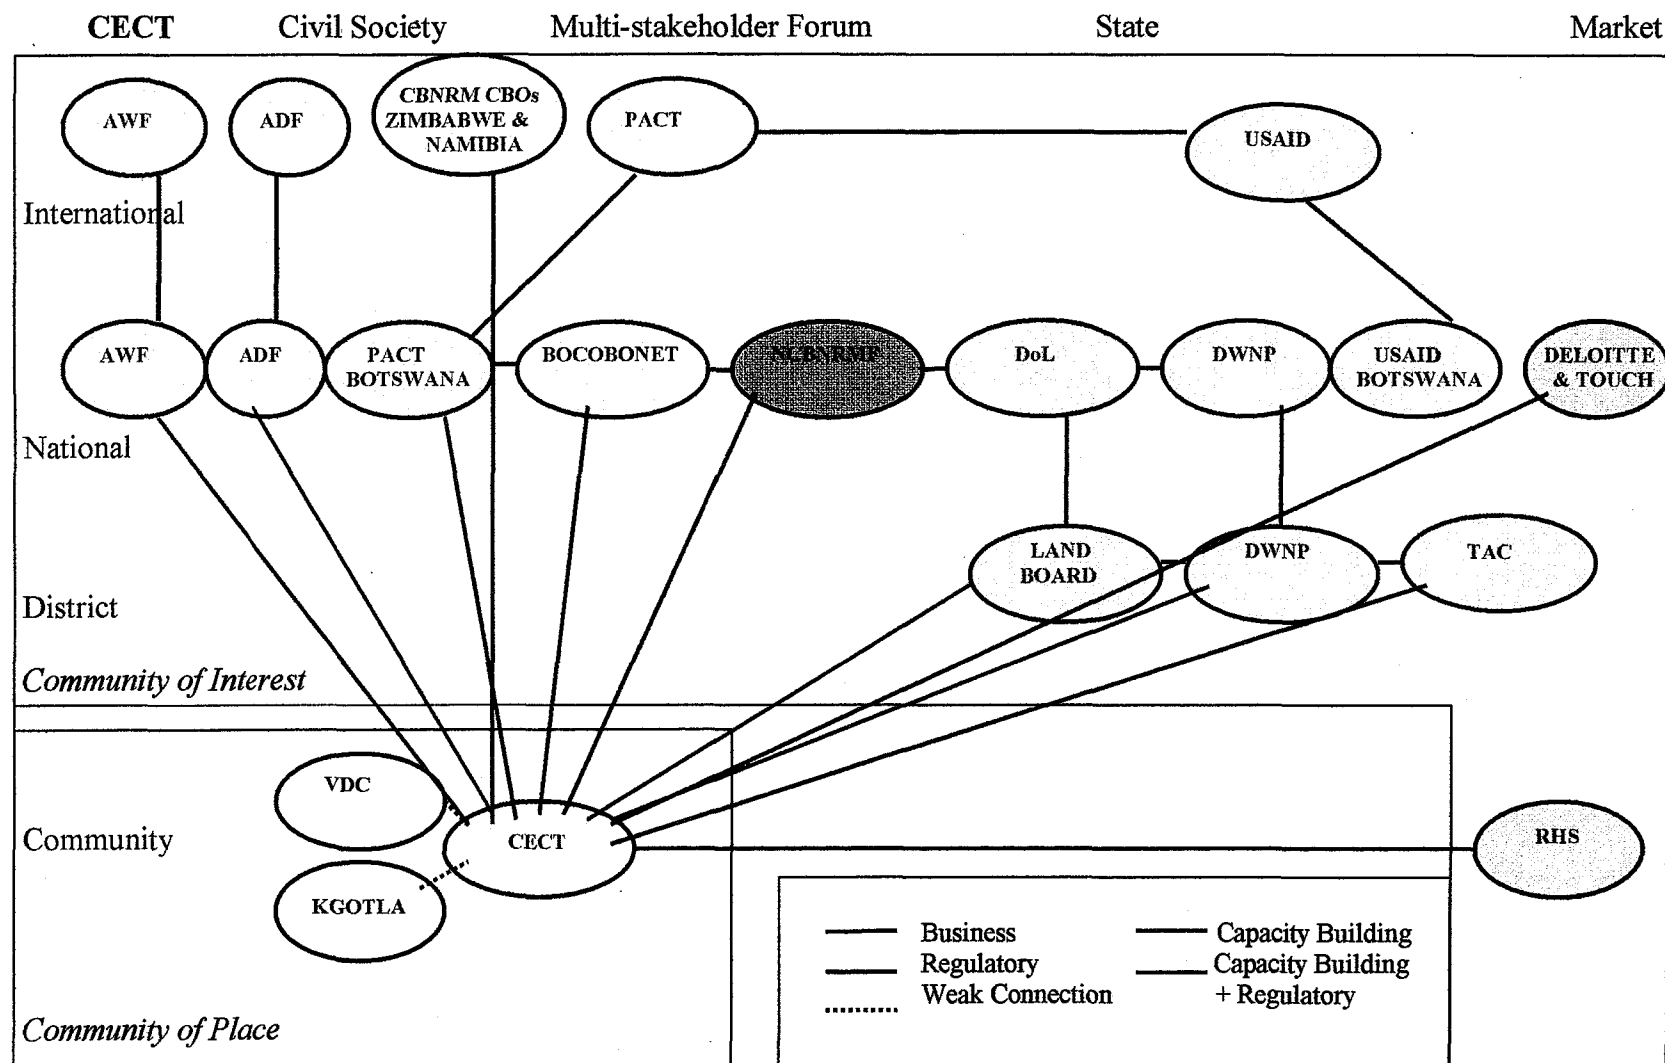 CECT Civil Society Multi-stakeholder Forum State Market
AWF
ADF
CBNRM CBOs
ZIMBABWE &
NAMIBIA
PACT
USAID
International
AWF
ADF
PACT
BOTSWANA
BOCOBONET
NCBNRMF
DoL
DWNP
USAID
BOTSWANA
DELOITTE
& TOUCH
National
LAND
BOARD
DWNP
TAC
District
Community of Interest
VDC
Community
CECT
RHS
KGOTLA
Business
Regulatory
Weak Connection
Capacity Building
Capacity Building
+ Regulatory
Community of Place